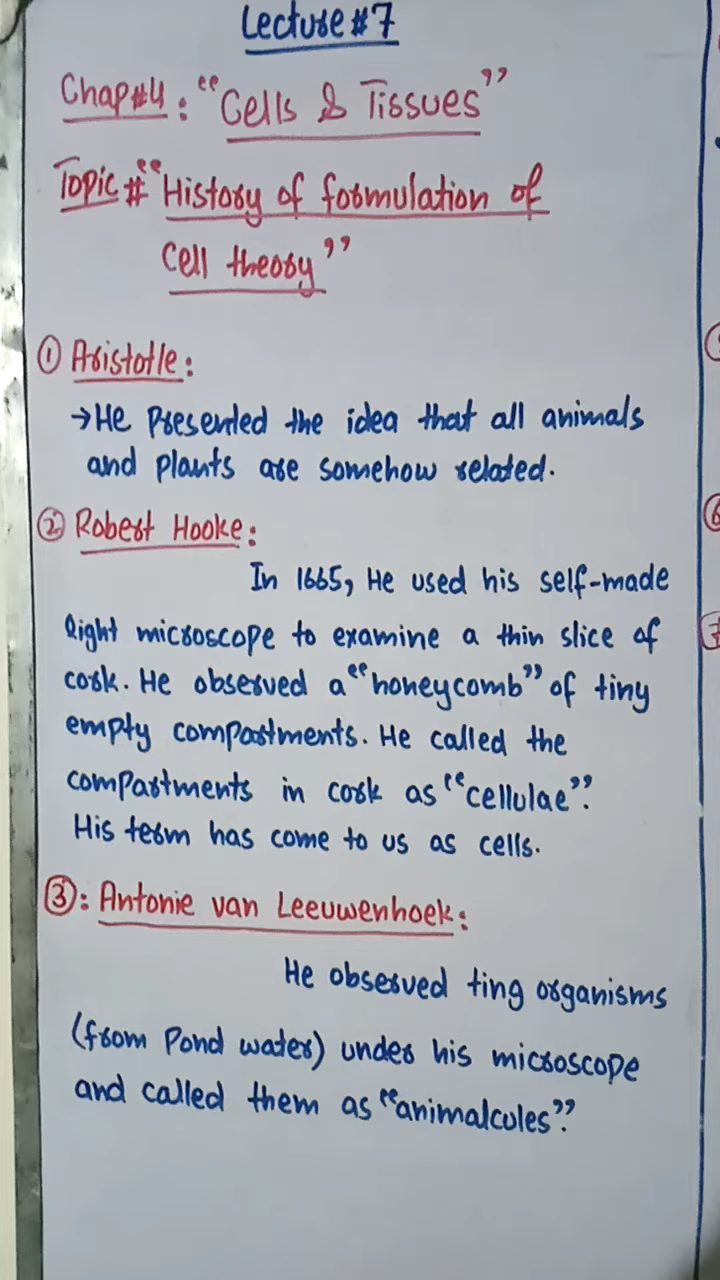 Lecture #7
Chap#4: "Cells & Tissues"
Topic # "History of formulation of
Cell theory"
① Aristotle:
→ He Presented the idea that all animals
and plants are somehow related.
② Robert Hooke:
In 1665, He used his self-made
light microscope to examine a thin slice of
cork. He observed a "honeycomb" of tiny
empty compartments. He called the
compartments in cork as "cellulae".
His term has come to us as cells.
③: Antonie van Leeuwenhoek:
He observed ting organisms
(from Pond water) under his microscope
and called them as "animalcules".